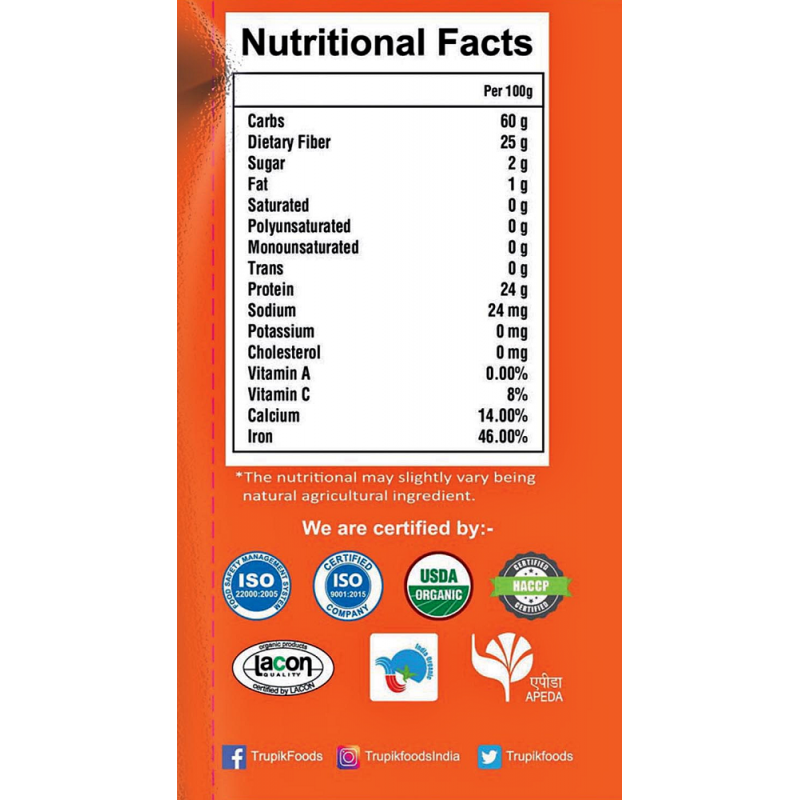 Nutritional Facts
Per 100g
Carbs 60 g
Dietary Fiber 25 g
Sugar 2 g
Fat 1 g
Saturated 0 g
Polyunsaturated 0 g
Monounsaturated 0 g
Trans 0 g
Protein 24 g
Sodium 24 mg
Potassium 0 mg
Cholesterol 0 mg
Vitamin A 0.00%
Vitamin C 8%
Calcium 14.00%
Iron 46.00%
*The nutritional may slightly vary being
natural agricultural ingredient.
We are certified by:-
FOOD SAFETY MANAGEMENT SYSTEM
ISO
22000:2005
CERTIFIED
ISO
9001:2015
COMPANY
USDA
ORGANIC
CERTIFIED
HACCP
CERTIFIED
organic products
lacon
QUALITY
certified by LACON
India Organic
एपीडा
APEDA
TrupikFoods TrupikfoodsIndia Trupikfoods